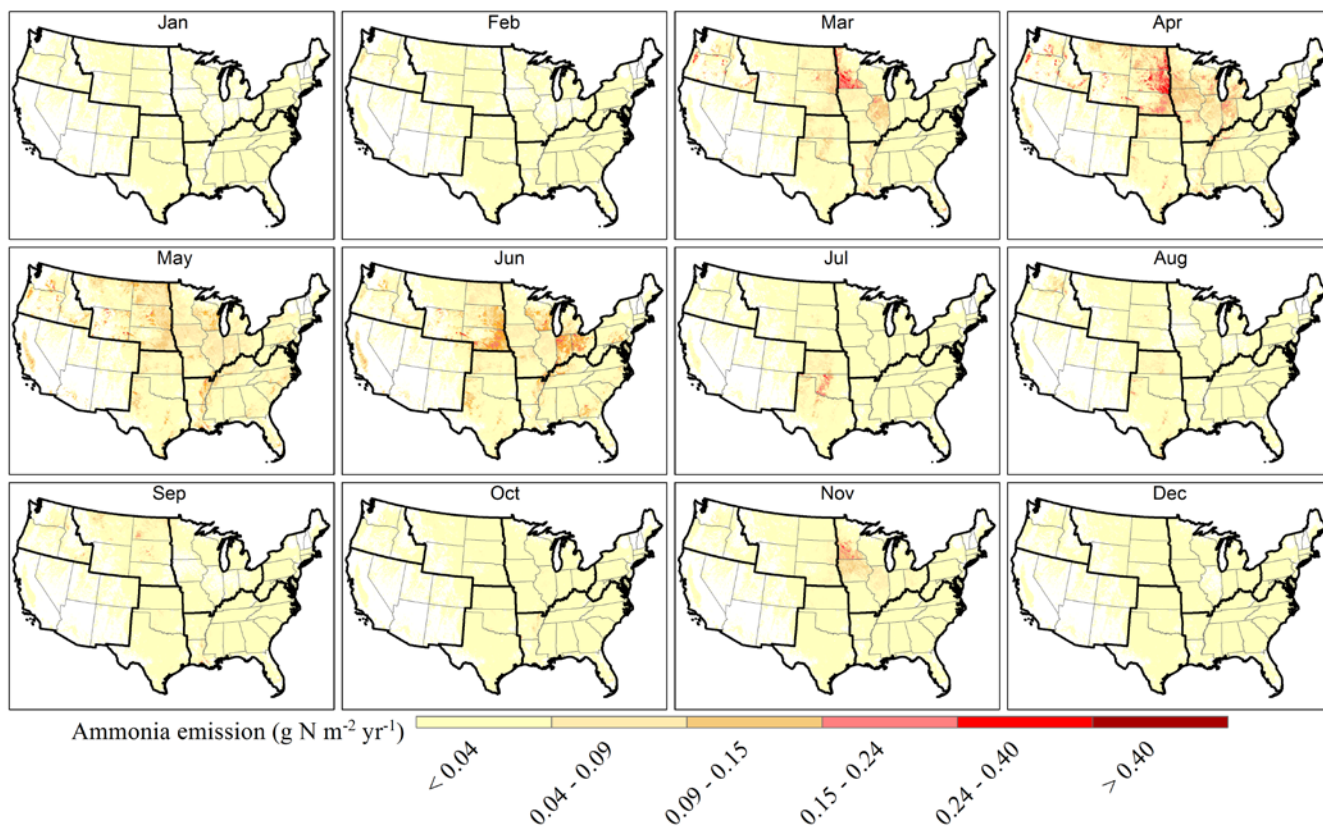 Jan Feb Mar Apr
May Jun Jul Aug
Sep Oct Nov Dec
Ammonia emission (g N m⁻² yr⁻¹)
< 0.04
0.04 - 0.09
0.09 - 0.15
0.15 - 0.24
0.24 - 0.40
> 0.40